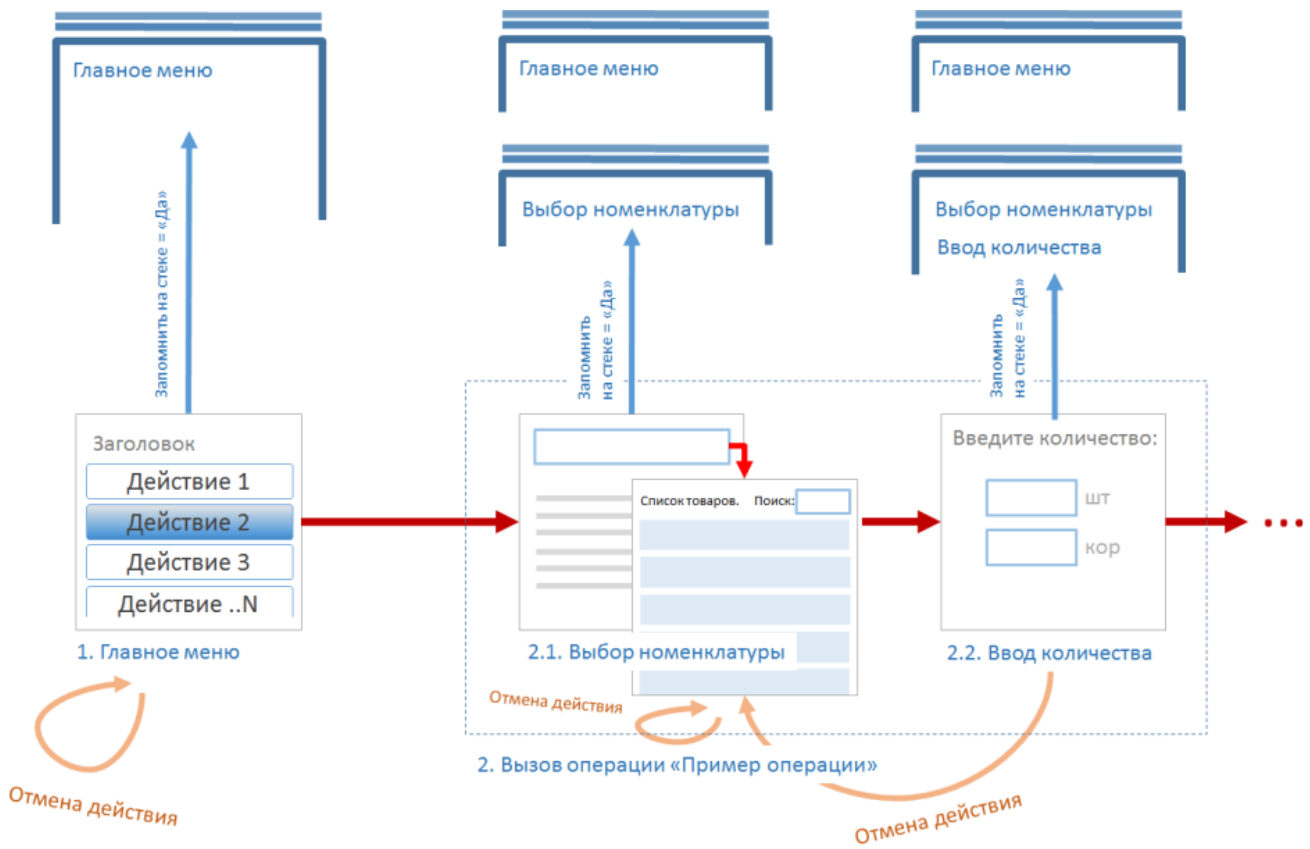 Главное меню
Главное меню
Главное меню
Выбор номенклатуры
Выбор номенклатуры
Ввод количества
Запомнить на стеке = «Да»
Запомнить
на стеке = «Да»
Запомнить
на стеке = «Да»
Заголовок
Действие 1
Действие 2
Действие 3
Действие ..N
Список товаров. Поиск:
Введите количество:
шт
кор
...
1. Главное меню
2.1. Выбор номенклатуры
2.2. Ввод количества
Отмена действия
2. Вызов операции «Пример операции»
Отмена действия
Отмена действия